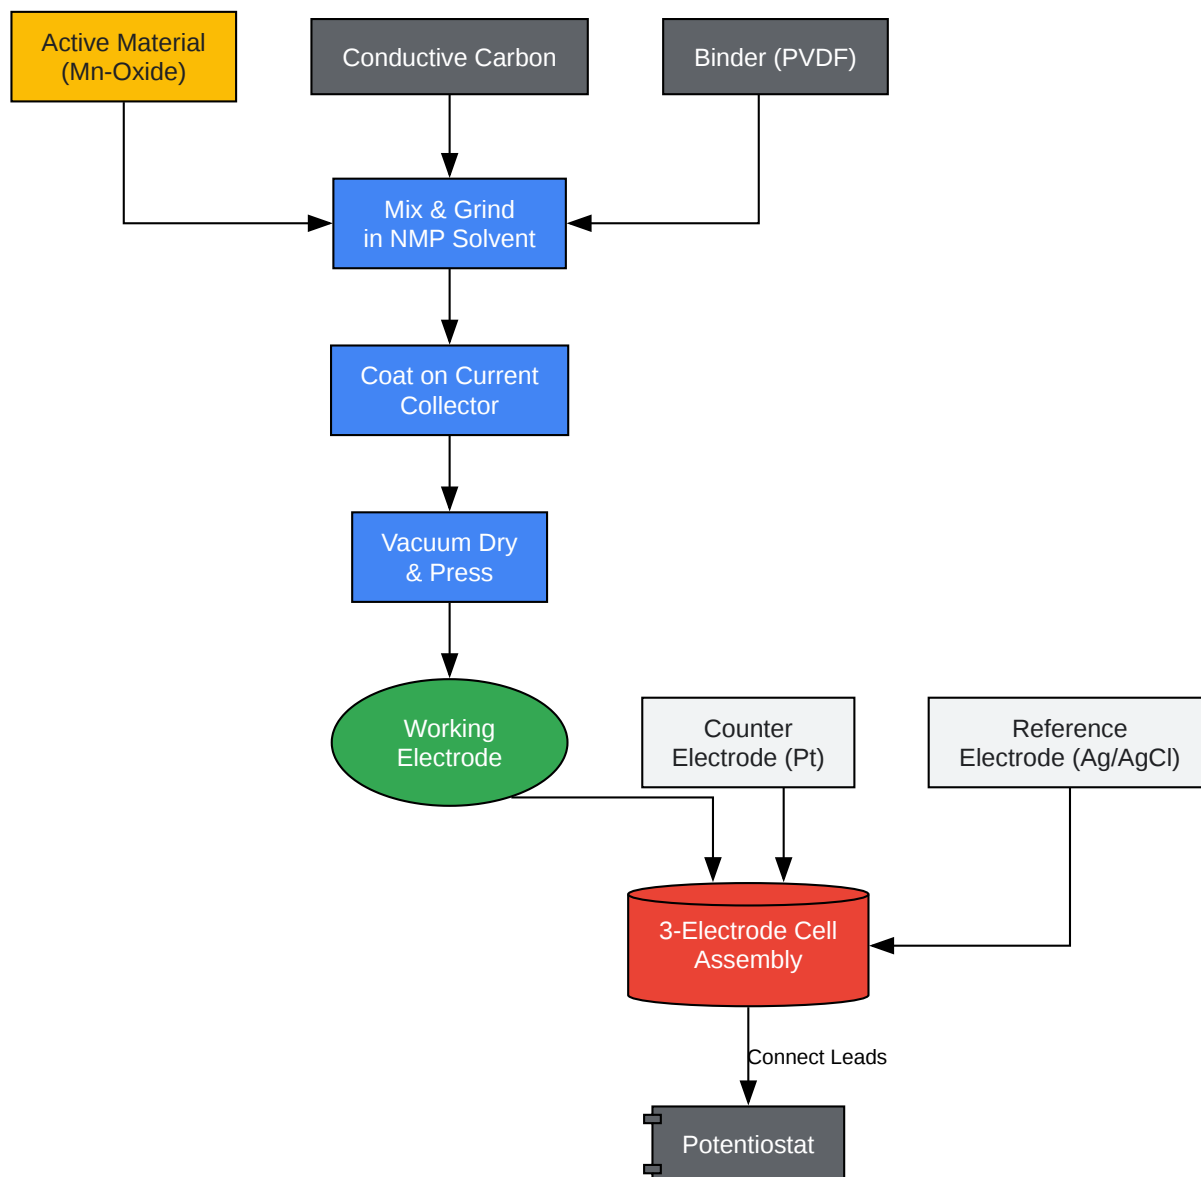 Active Material
(Mn-Oxide)
Conductive Carbon
Binder (PVDF)
Mix & Grind
in NMP Solvent
Coat on Current
Collector
Vacuum Dry
& Press
Working
Electrode
Counter
Electrode (Pt)
Reference
Electrode (Ag/AgCl)
3-Electrode Cell
Assembly
Connect Leads
Potentiostat